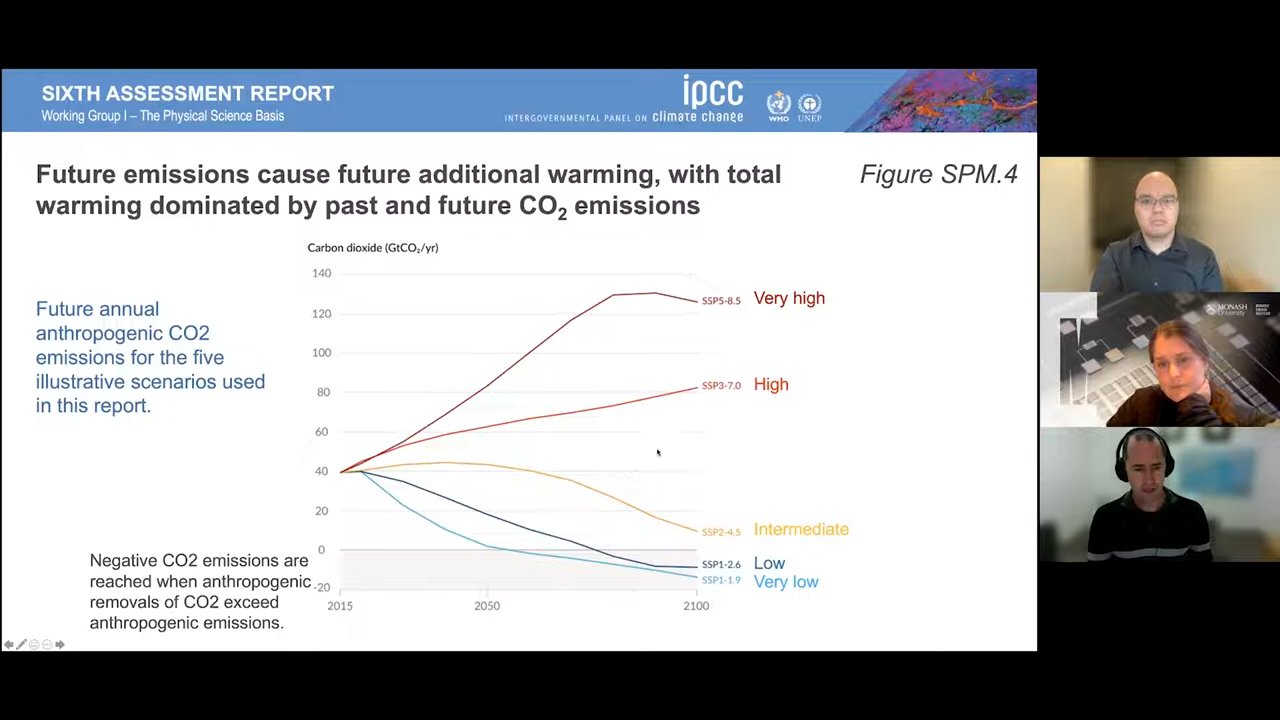 SIXTH ASSESSMENT REPORT
Working Group I – The Physical Science Basis
INTERGOVERNMENTAL PANEL ON climate change
ipcc
WMO
UNEP
Future emissions cause future additional warming, with total
warming dominated by past and future CO₂ emissions
Figure SPM.4
Future annual
anthropogenic CO2
emissions for the five
illustrative scenarios used
in this report.
Negative CO2 emissions are
reached when anthropogenic
removals of CO2 exceed
anthropogenic emissions.
Carbon dioxide (GtCO₂/yr)
140
120
100
80
60
40
20
0
-20
2015
2050
2100
SSP5-8.5 Very high
SSP3-7.0 High
SSP2-4.5 Intermediate
SSP1-2.6 Low
SSP1-1.9 Very low
MONASH
University